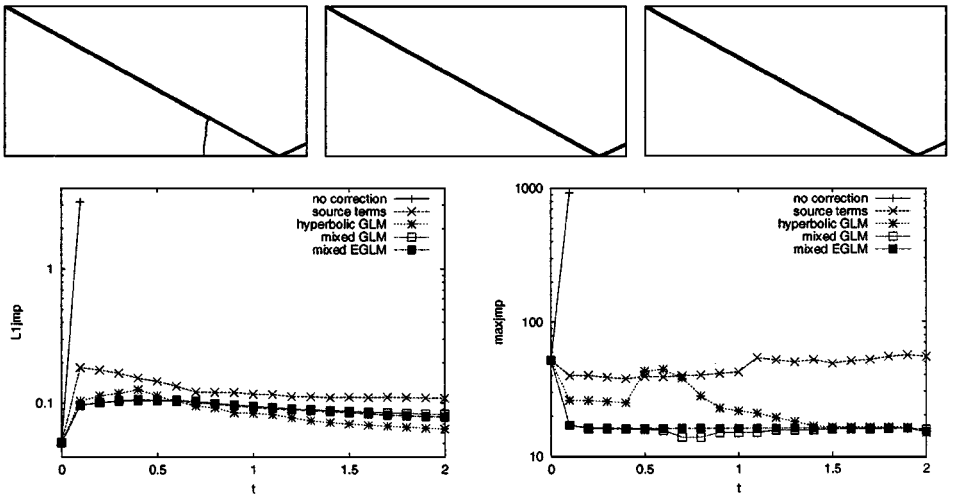 no correction
source terms
hyperbolic GLM
mixed GLM
mixed EGLM
1
0.1
L1jmp
0 0.5 1 1.5 2
t
no correction
source terms
hyperbolic GLM
mixed GLM
mixed EGLM
1000
100
10
maxjmp
0 0.5 1 1.5 2
t